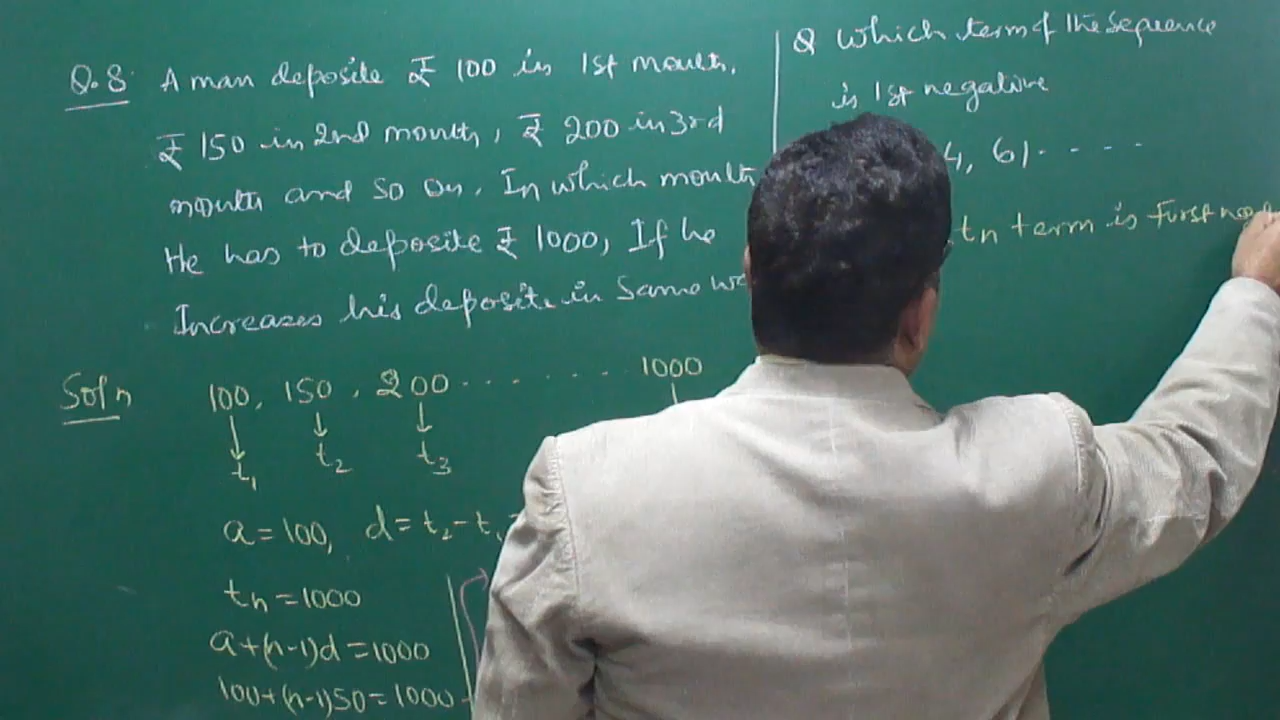 Q.8. A man deposite ₹ 100 in 1st month,
₹ 150 in 2nd month, ₹ 200 in 3rd
month and so on. In which month
He has to deposite ₹ 1000, If he
Increases his deposite in same
Soln 100, 150, 200 . . . . . . . . 1000
t₁ t₂ t₃
a = 100, d = t₂ - t₁
tn = 1000
a+(n-1)d = 1000
100+(n-1)50 = 1000
Q Which term of the sequence
is 1st negative
61 . . . .
tn term is first